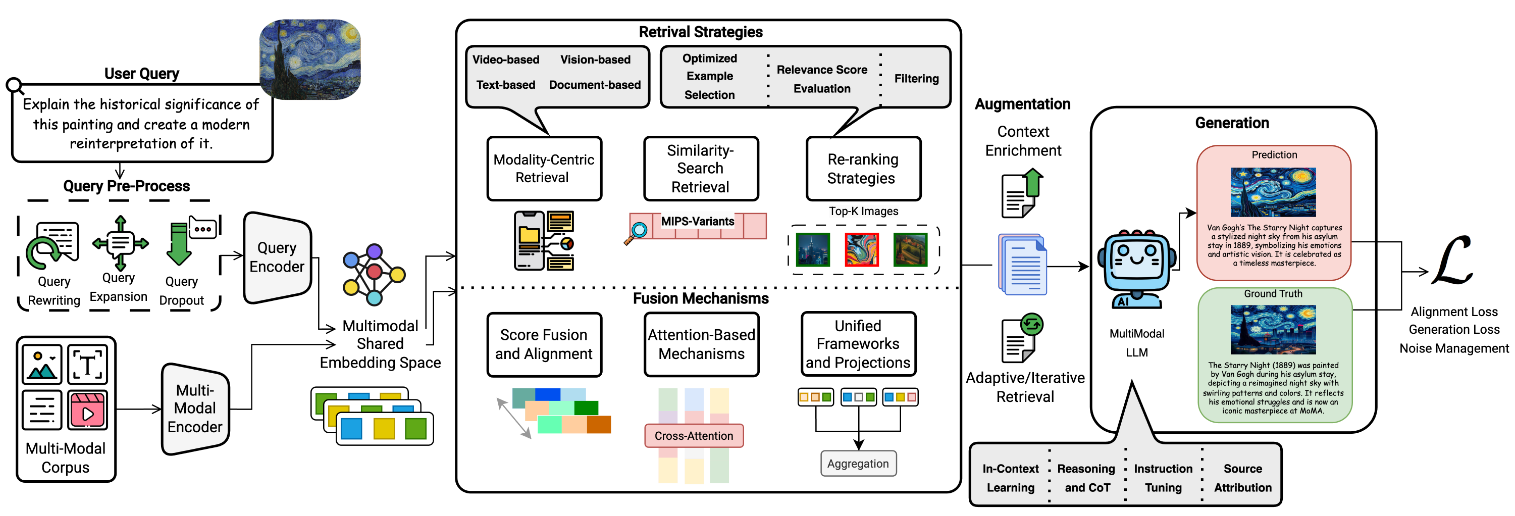 User Query
Explain the historical significance of
this painting and create a modern
reinterpretation of it.
Query Pre-Process
Query
Rewriting
Query
Expansion
Query
Dropout
Query
Encoder
T
Multi-Modal
Corpus
Multi-
Modal
Encoder
Multimodal
Shared
Embedding Space
Retrival Strategies
Video-based
Vision-based
Text-based
Document-based
Optimized
Example
Selection
Relevance Score
Evaluation
Filtering
Modality-Centric
Retrieval
Similarity-
Search
Retrieval
Re-ranking
Strategies
MIPS-Variants
Top-K Images
Fusion Mechanisms
Score Fusion
and Alignment
Attention-Based
Mechanisms
Unified
Frameworks
and Projections
Cross-Attention
Aggregation
Augmentation
Context
Enrichment
Adaptive/Iterative
Retrieval
Generation
AI
MultiModal
LLM
Prediction
Van Gogh's The Starry Night captures
a stylized night sky from his asylum
stay in 1889, symbolizing his emotions
and artistic vision. It is celebrated as
a timeless masterpiece.
Ground Truth
The Starry Night (1889) was painted
by Van Gogh during his asylum stay,
depicting a reimagined night sky with
swirling patterns and colors. It reflects
his emotional struggles and is now an
iconic masterpiece at MoMA.
In-Context
Learning
Reasoning
and CoT
Instruction
Tuning
Source
Attribution
ℒ
Alignment Loss
Generation Loss
Noise Management